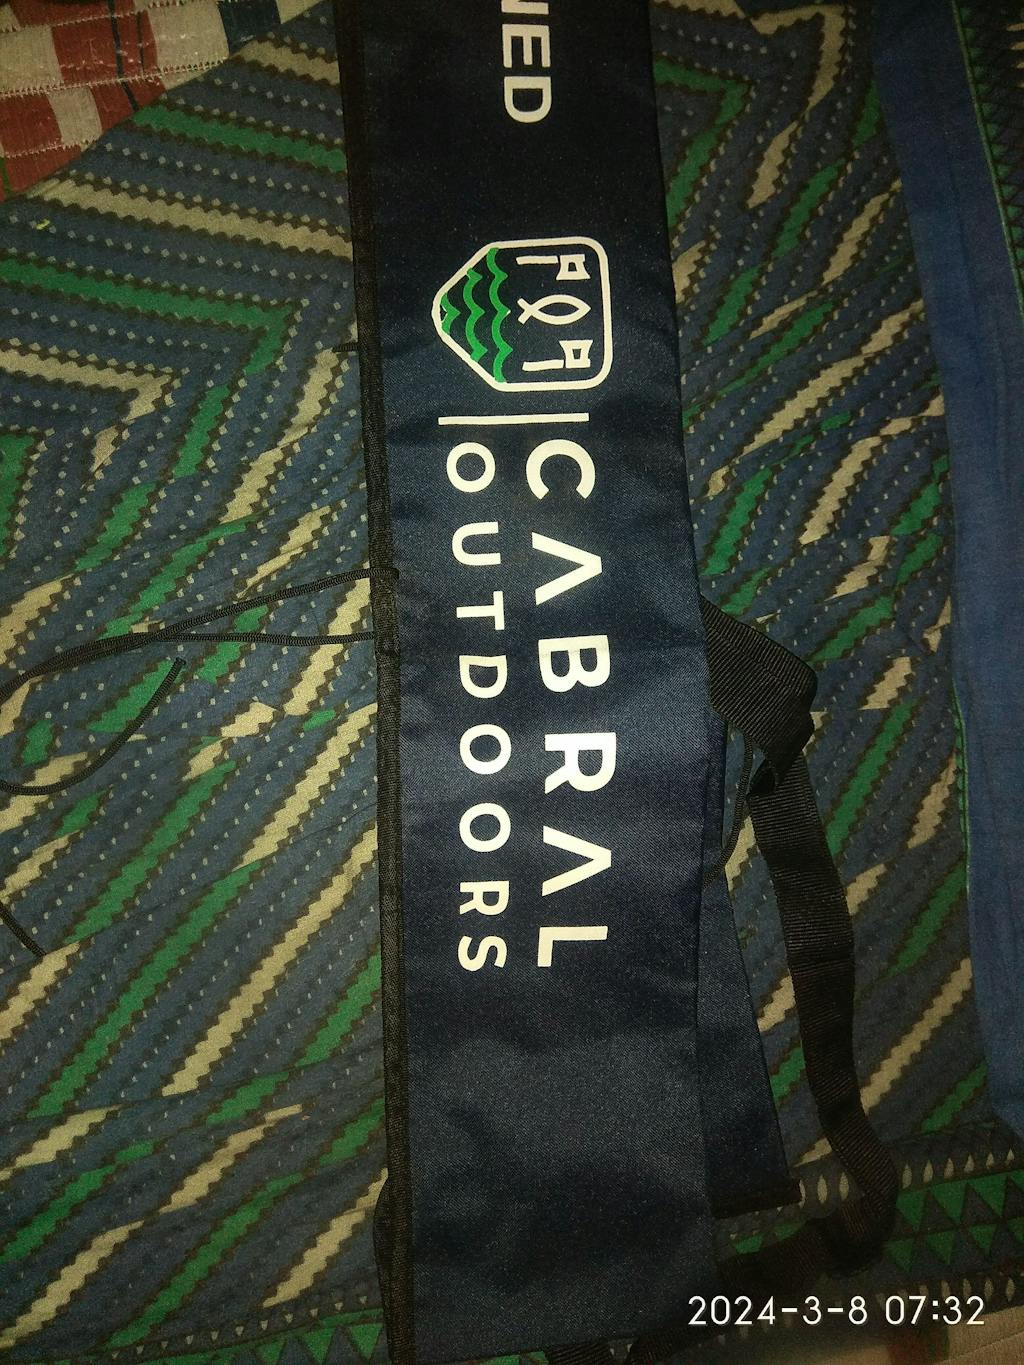 NED
CABRAL
OUTDOORS
2024-3-8 07:32